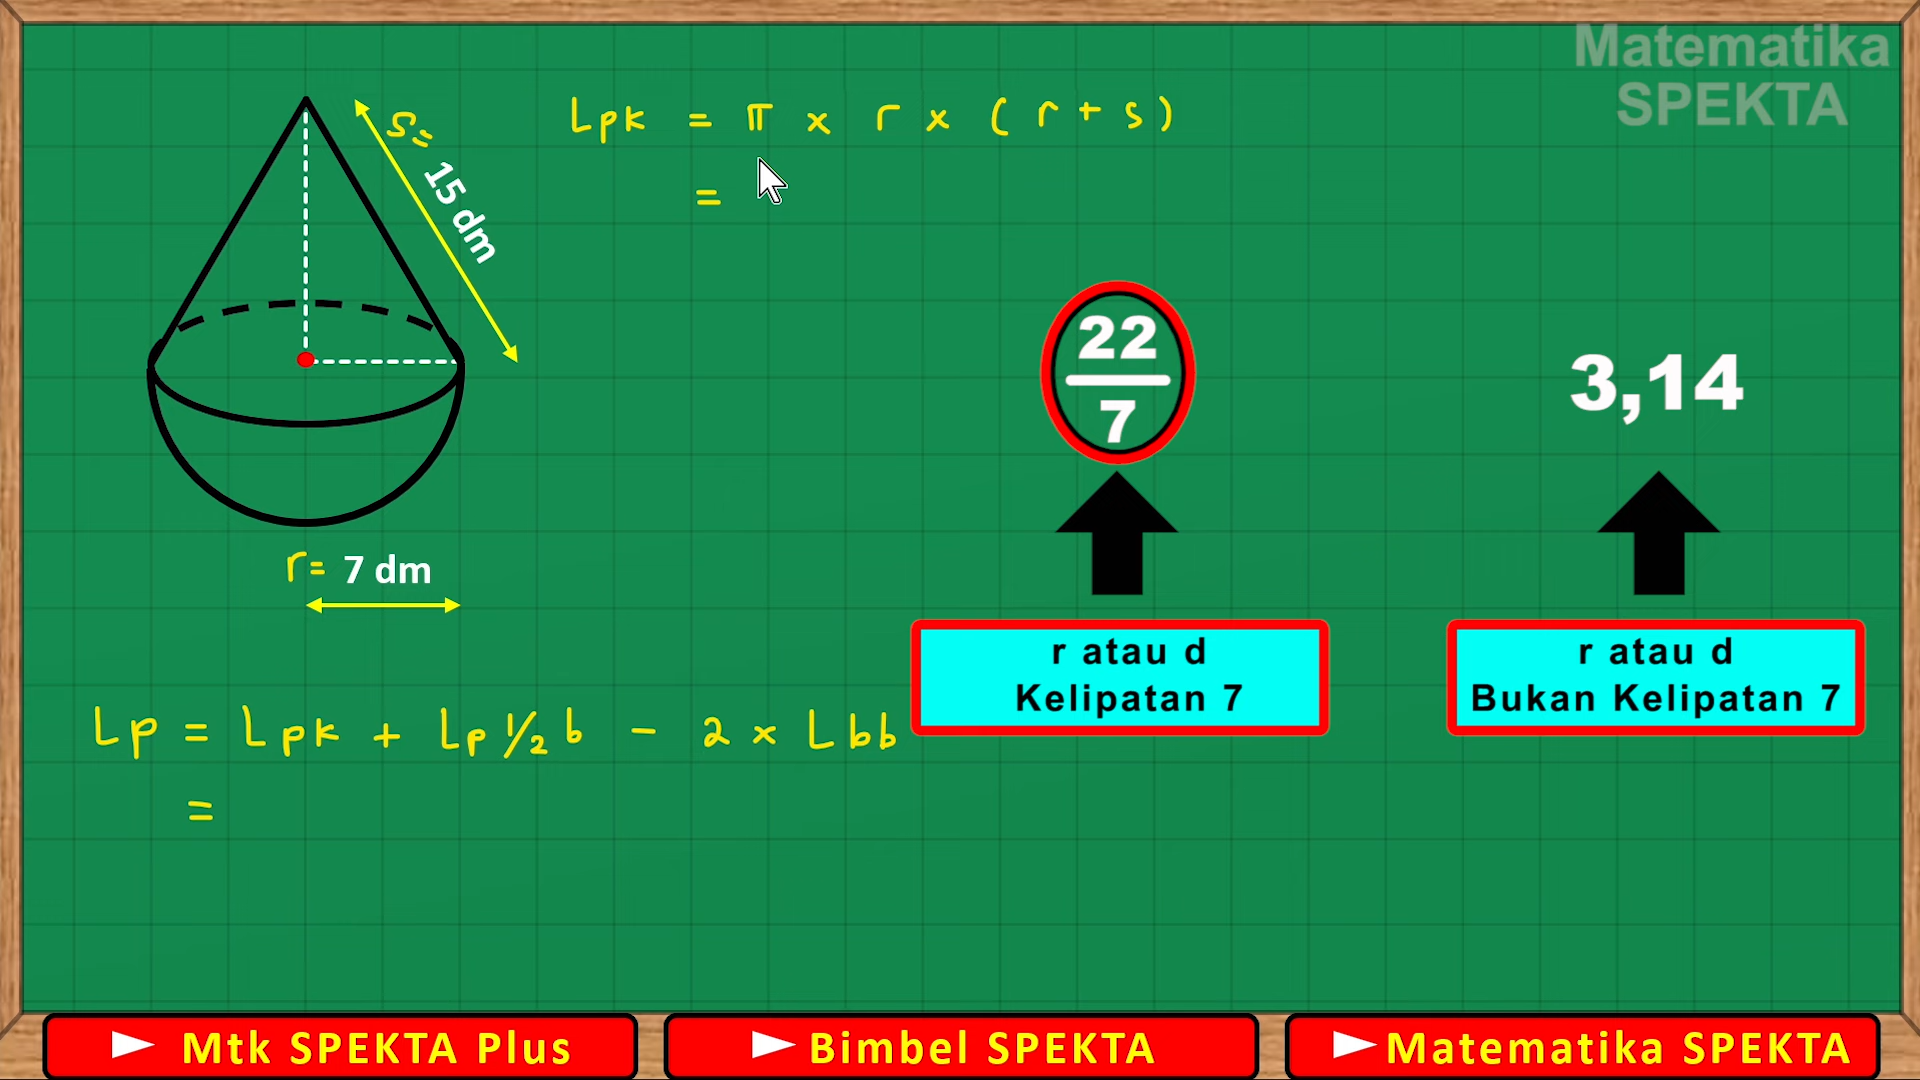 Matematika
SPEKTA
s= 15 dm
Lpk = π x r x ( r + s )
=
22
7
3,14
r= 7 dm
r atau d
Kelipatan 7
r atau d
Bukan Kelipatan 7
Lp = Lpk + Lp 1/2 b - 2 x Lbb
=
Mtk SPEKTA Plus
Bimbel SPEKTA
Matematika SPEKTA